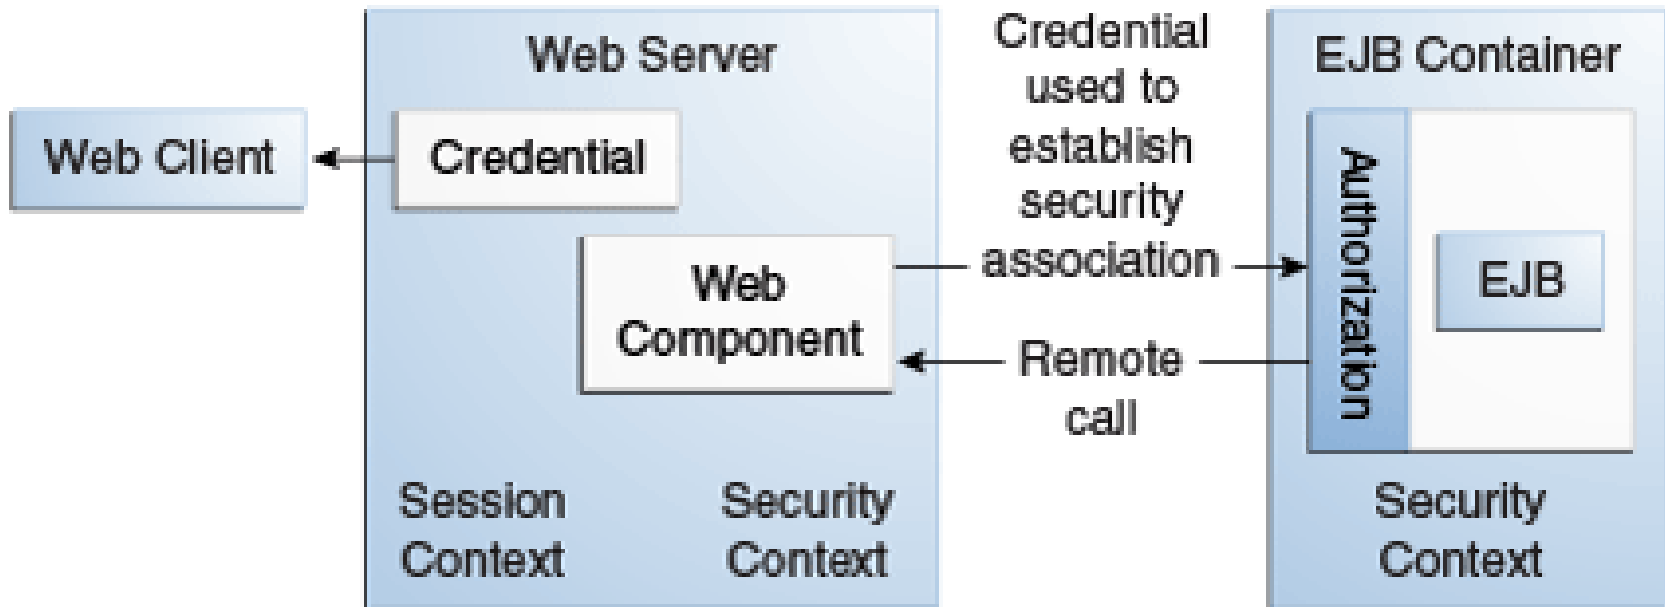 Web Client
Web Server
Credential
Web
Component
Session
Context
Security
Context
Credential
used to
establish
security
association
Remote
call
EJB Container
Authorization
EJB
Security
Context